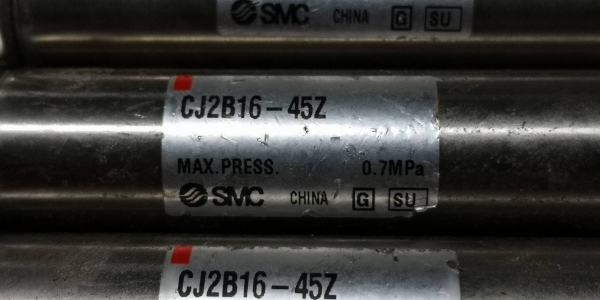 SMC CHINA G SU
CJ2B16-45Z
MAX.PRESS. 0.7MPa
SMC CHINA G SU
CJ2B16-45Z